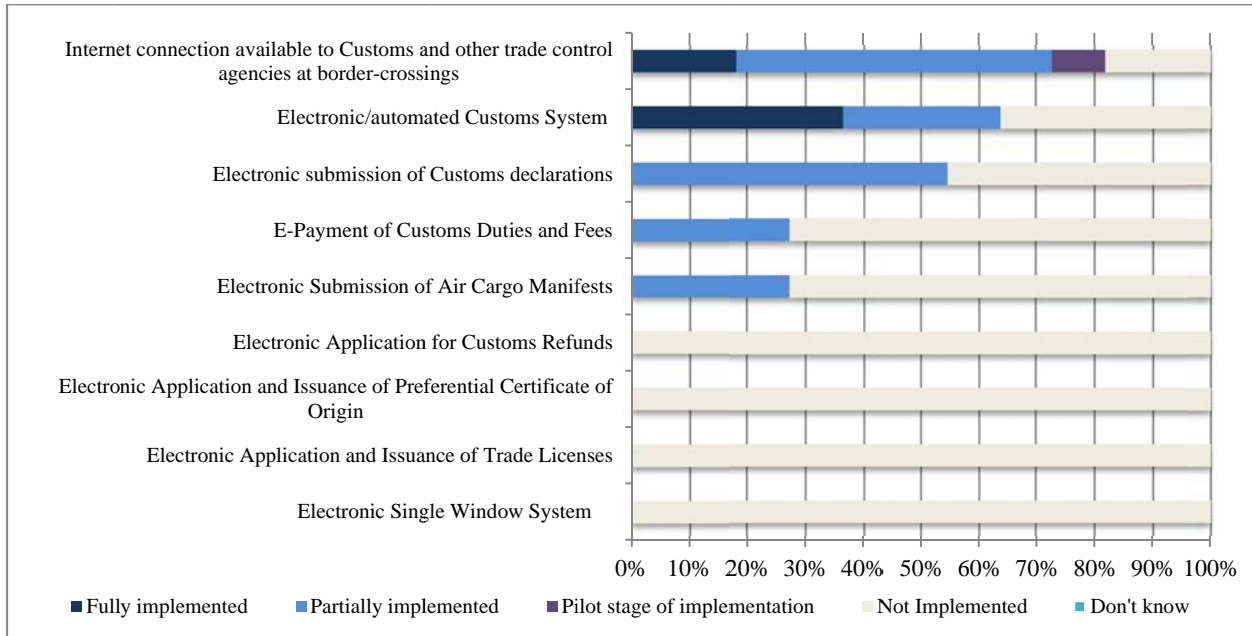 Internet connection available to Customs and other trade control
agencies at border-crossings
Electronic/automated Customs System
Electronic submission of Customs declarations
E-Payment of Customs Duties and Fees
Electronic Submission of Air Cargo Manifests
Electronic Application for Customs Refunds
Electronic Application and Issuance of Preferential Certificate of
Origin
Electronic Application and Issuance of Trade Licenses
Electronic Single Window System
0% 10% 20% 30% 40% 50% 60% 70% 80% 90% 100%
Fully implemented Partially implemented Pilot stage of implementation Not Implemented Don't know